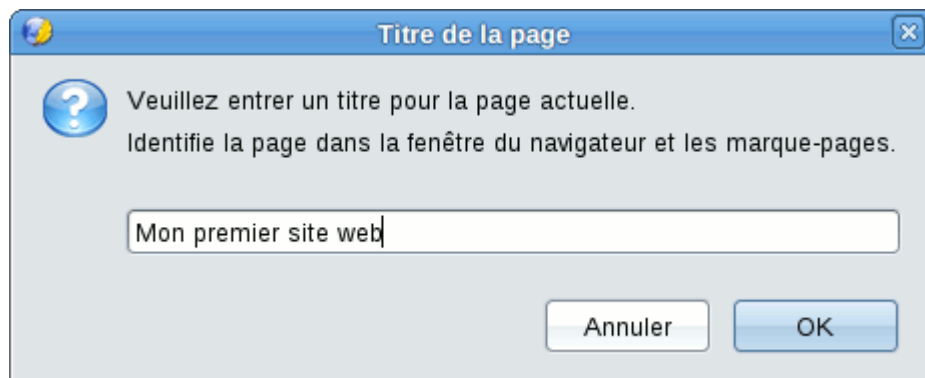 Titre de la page
Veuillez entrer un titre pour la page actuelle.
Identifie la page dans la fenêtre du navigateur et les marque-pages.
Mon premier site web
Annuler
OK